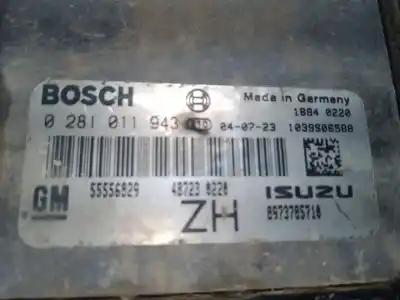 BOSCH Made in Germany
1884 0220
0 281 011 943 04-07-23 1039S06588
GM 55556829 48723 0220 ISUZU
ZH 8973785710